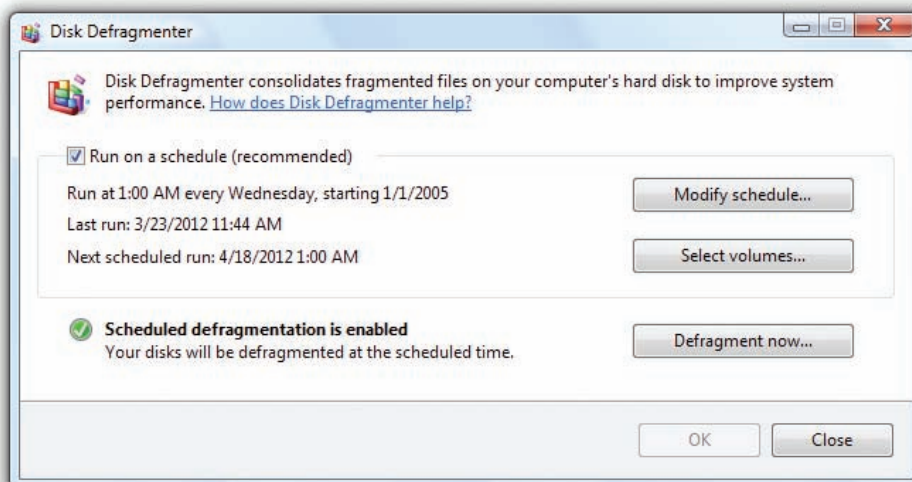 Disk Defragmenter
Disk Defragmenter consolidates fragmented files on your computer's hard disk to improve system
performance. How does Disk Defragmenter help?
Run on a schedule (recommended)
Run at 1:00 AM every Wednesday, starting 1/1/2005
Modify schedule...
Last run: 3/23/2012 11:44 AM
Next scheduled run: 4/18/2012 1:00 AM
Select volumes...
Scheduled defragmentation is enabled
Your disks will be defragmented at the scheduled time.
Defragment now...
OK
Close